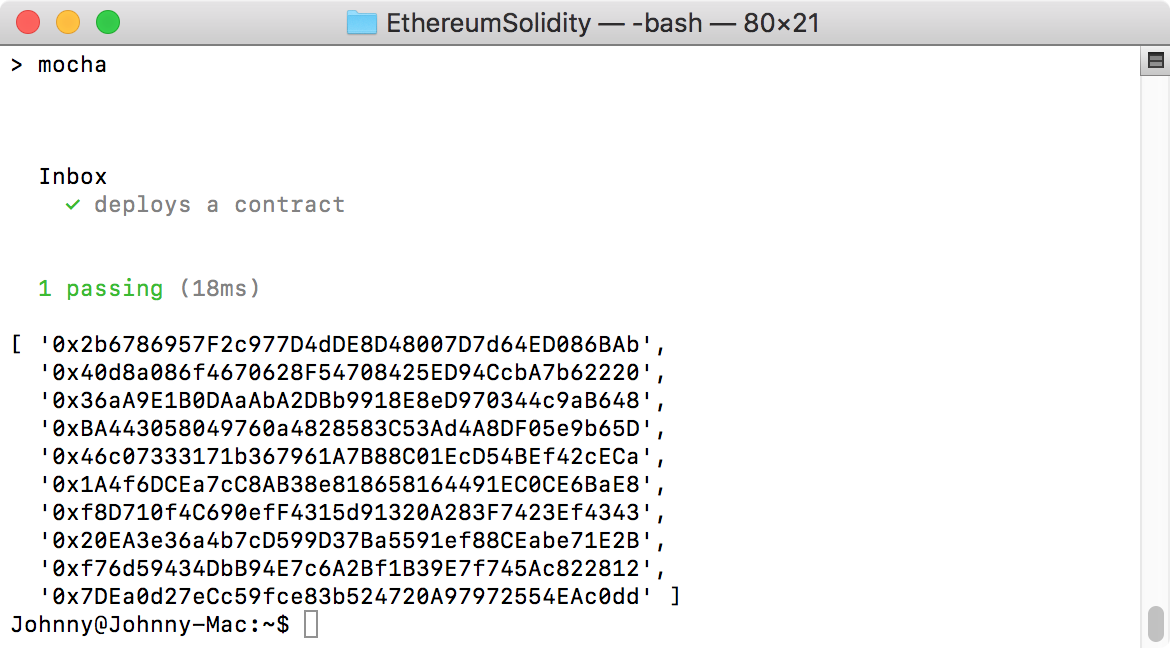 EthereumSolidity — -bash — 80×21
> mocha
Inbox
✓ deploys a contract
1 passing (18ms)
[ '0x2b6786957F2c977D4dDE8D48007D7d64ED086BAb',
'0x40d8a086f4670628F54708425ED94CcbA7b62220',
'0x36aA9E1B0DAaAbA2DBb9918E8eD970344c9aB648',
'0xBA443058049760a4828583C53Ad4A8DF05e9b65D',
'0x46c07333171b367961A7B88C01EcD54BEf42cECa',
'0x1A4f6DCEa7cC8AB38e818658164491EC0CE6BaE8',
'0xf8D710f4C690efF4315d91320A283F7423Ef4343',
'0x20EA3e36a4b7cD599D37Ba5591ef88CEabe71E2B',
'0xf76d59434DbB94E7c6A2Bf1B39E7f745Ac822812',
'0x7DEa0d27eCc59fce83b524720A97972554EAc0dd' ]
Johnny@Johnny-Mac:~$